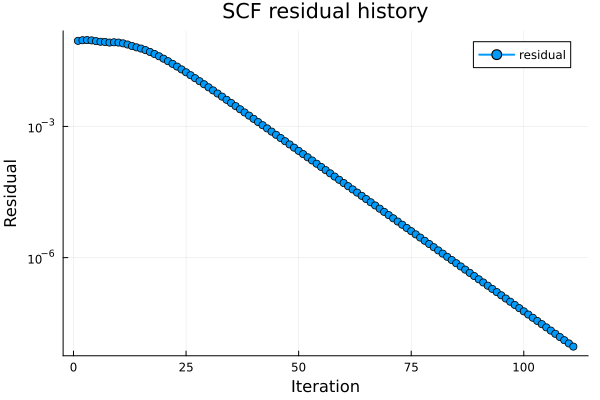 SCF residual history
residual
Residual
10⁻³
10⁻⁶
0 25 50 75 100
Iteration